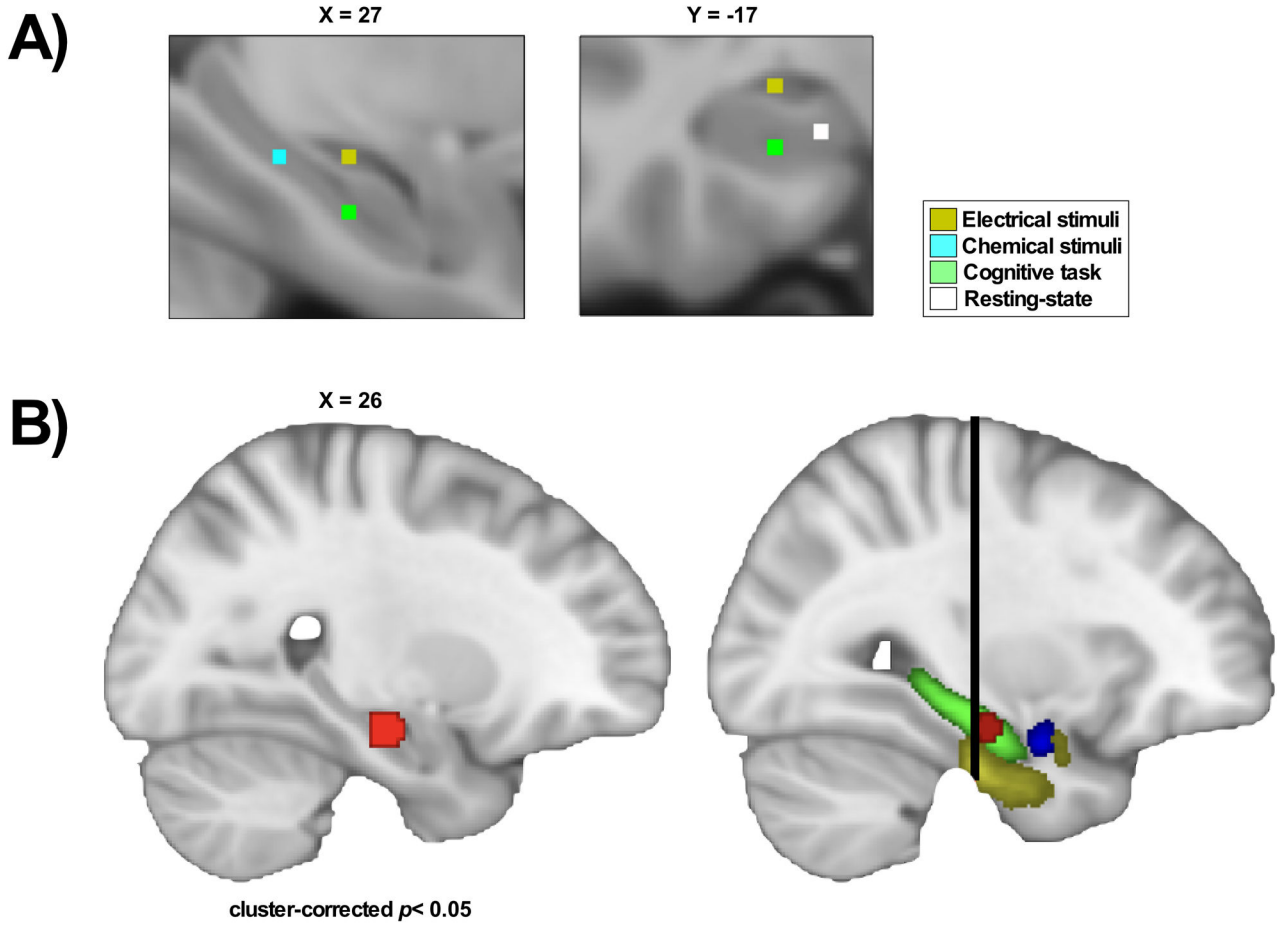 A)
X = 27
Y = -17
Electrical stimuli
Chemical stimuli
Cognitive task
Resting-state
B)
X = 26
cluster-corrected p< 0.05